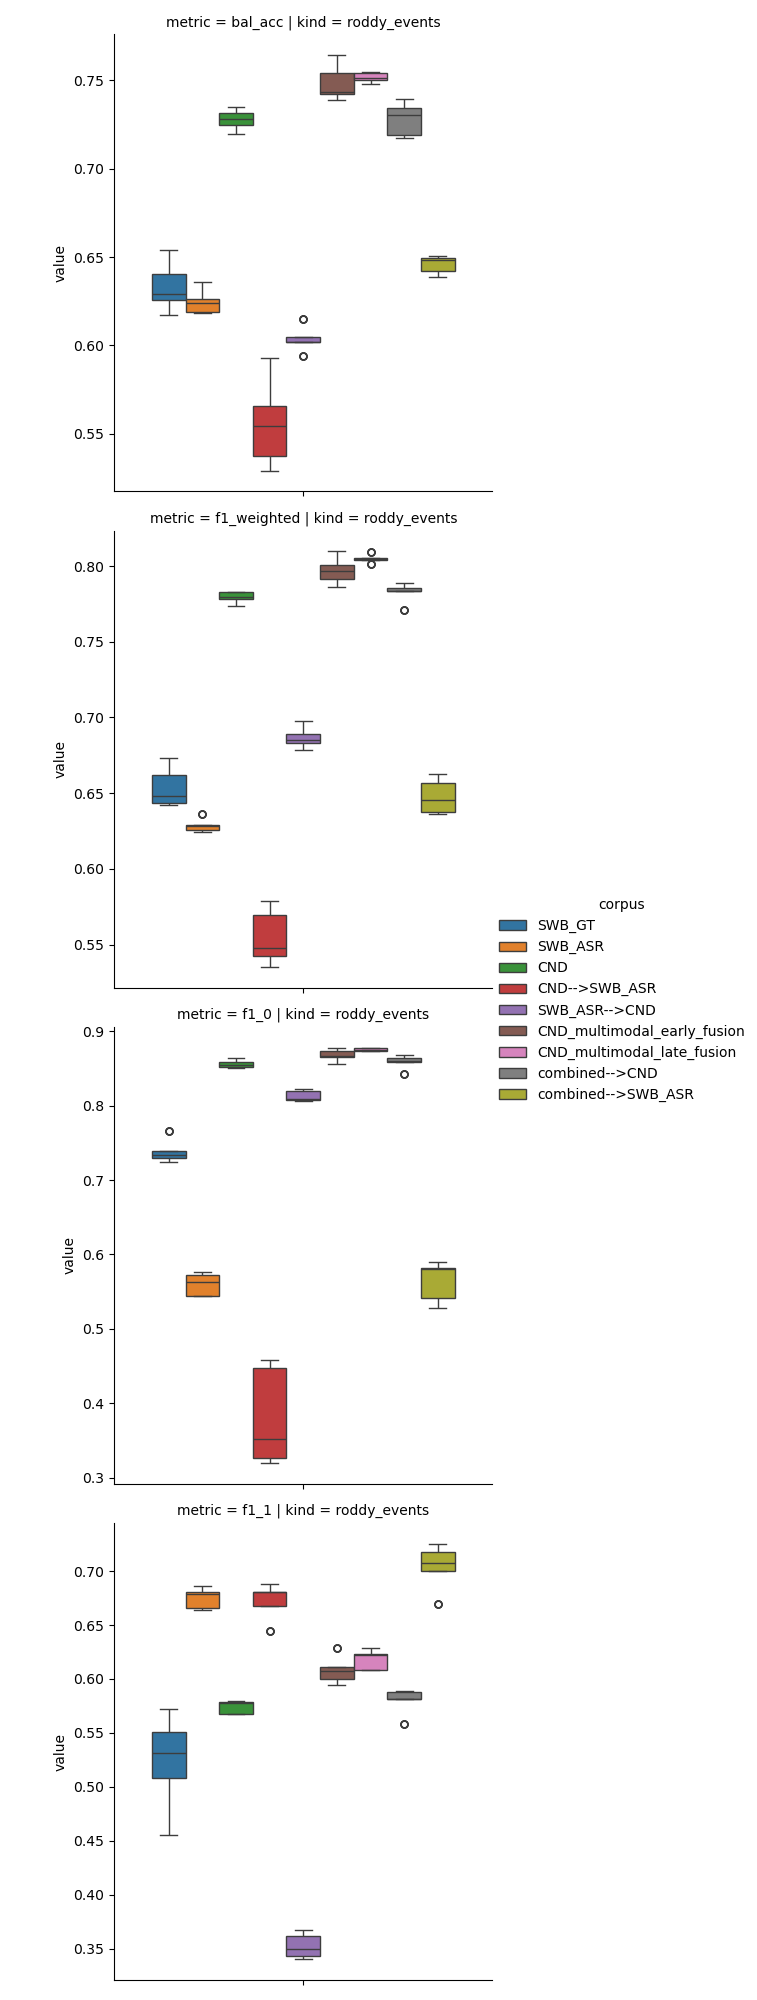 metric = bal_acc | kind = roddy_events
0.75
0.70
0.65
0.60
0.55
value
metric = f1_weighted | kind = roddy_events
0.80
0.75
0.70
0.65
0.60
0.55
value
corpus
SWB_GT
SWB_ASR
CND
CND-->SWB_ASR
SWB_ASR-->CND
CND_multimodal_early_fusion
CND_multimodal_late_fusion
combined-->CND
combined-->SWB_ASR
metric = f1_0 | kind = roddy_events
0.9
0.8
0.7
0.6
0.5
0.4
0.3
value
metric = f1_1 | kind = roddy_events
0.70
0.65
0.60
0.55
0.50
0.45
0.40
0.35
value